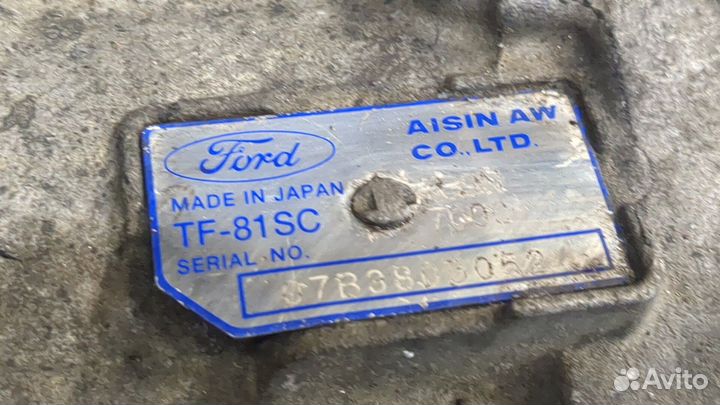 Ford
AISIN AW
CO.,LTD.
MADE IN JAPAN
TF-81SC
SERIAL NO.
Avito